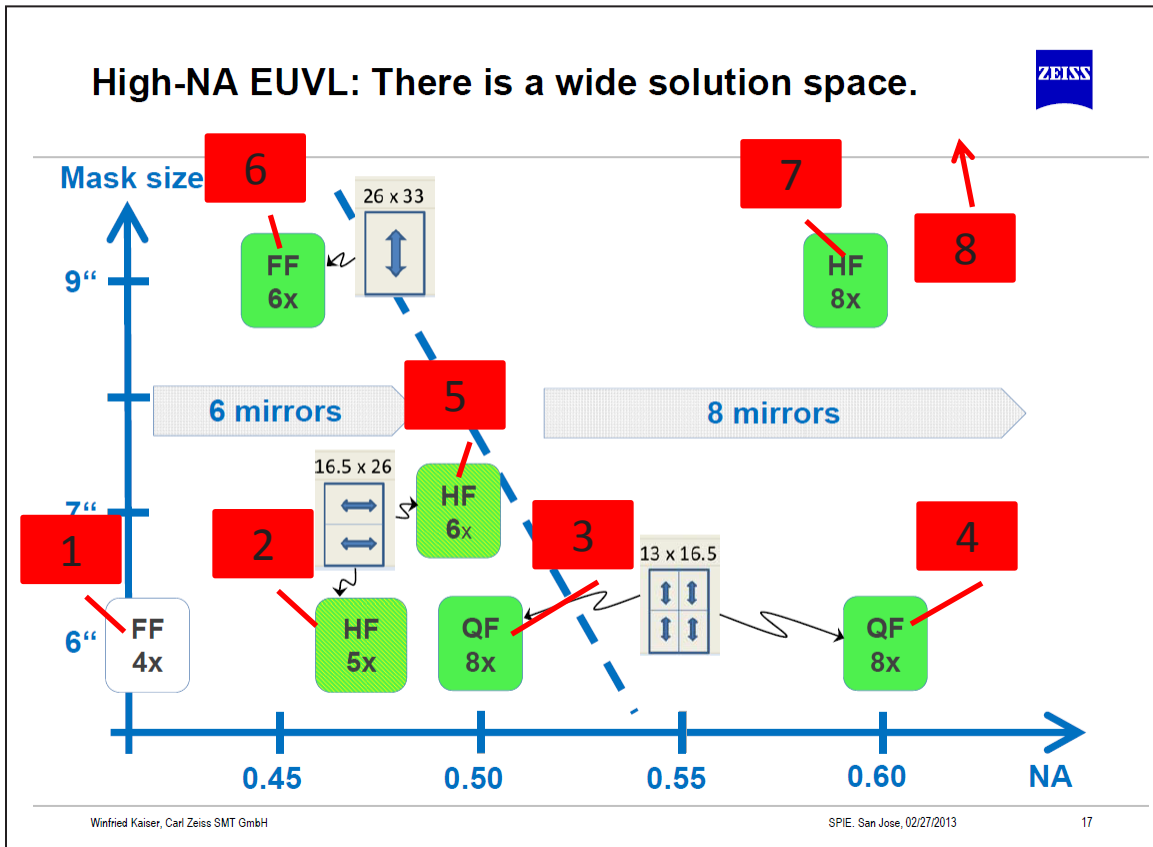 High-NA EUVL: There is a wide solution space.
ZEISS
Mask size
6
26 x 33
7
8
9“
FF
6x
HF
8x
5
6 mirrors
8 mirrors
16.5 x 26
HF
6x
7“
1
2
3
13 x 16.5
4
6“
FF
4x
HF
5x
QF
8x
QF
8x
0.45
0.50
0.55
0.60
NA
Winfried Kaiser, Carl Zeiss SMT GmbH
SPIE. San Jose, 02/27/2013
17